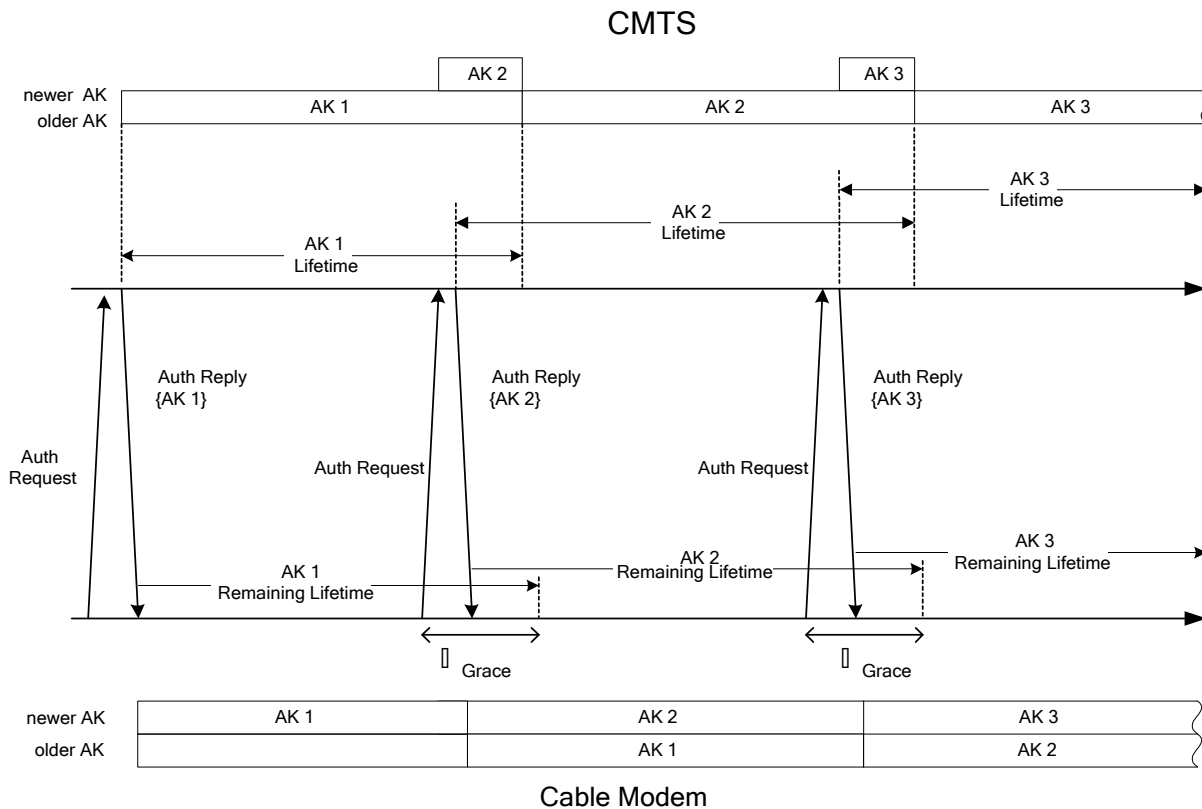 CMTS
AK 2
AK 3
newer AK
older AK
AK 1
AK 2
AK 3
AK 3
Lifetime
AK 2
Lifetime
AK 1
Lifetime
Auth Reply
{AK 1}
Auth Reply
{AK 2}
Auth Reply
{AK 3}
Auth
Request
Auth Request
Auth Request
AK 1
Remaining Lifetime
AK 2
Remaining Lifetime
AK 3
Remaining Lifetime
Grace
Grace
newer AK
AK 1
AK 2
AK 3
older AK
AK 1
AK 2
Cable Modem